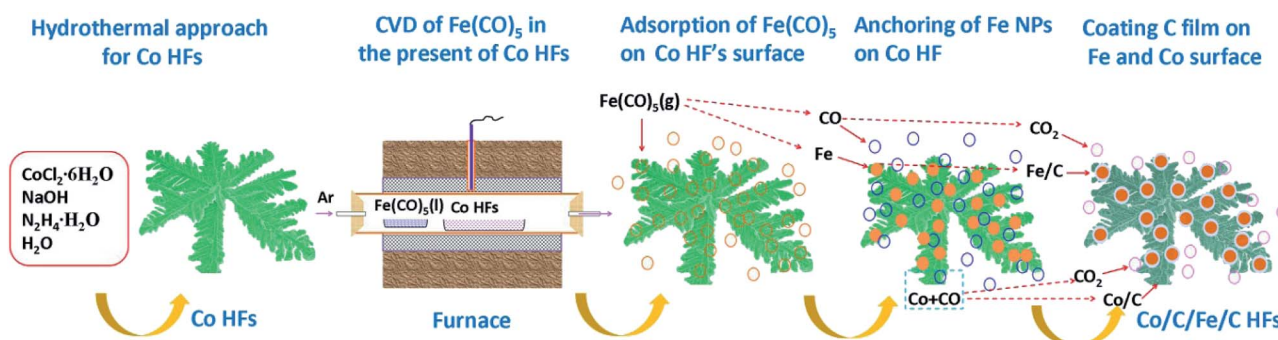 Hydrothermal approach
for Co HFs
CVD of Fe(CO)₅ in
the present of Co HFs
Adsorption of Fe(CO)₅
on Co HF's surface
Anchoring of Fe NPs
on Co HF
Coating C film on
Fe and Co surface
CoCl₂·6H₂O
NaOH
N₂H₄·H₂O
H₂O
Co HFs
Ar
Fe(CO)₅(l) Co HFs
Furnace
Fe(CO)₅(g)
CO
Fe
Co+CO
CO₂
Fe/C
CO₂
Co/C
Co/C/Fe/C HFs